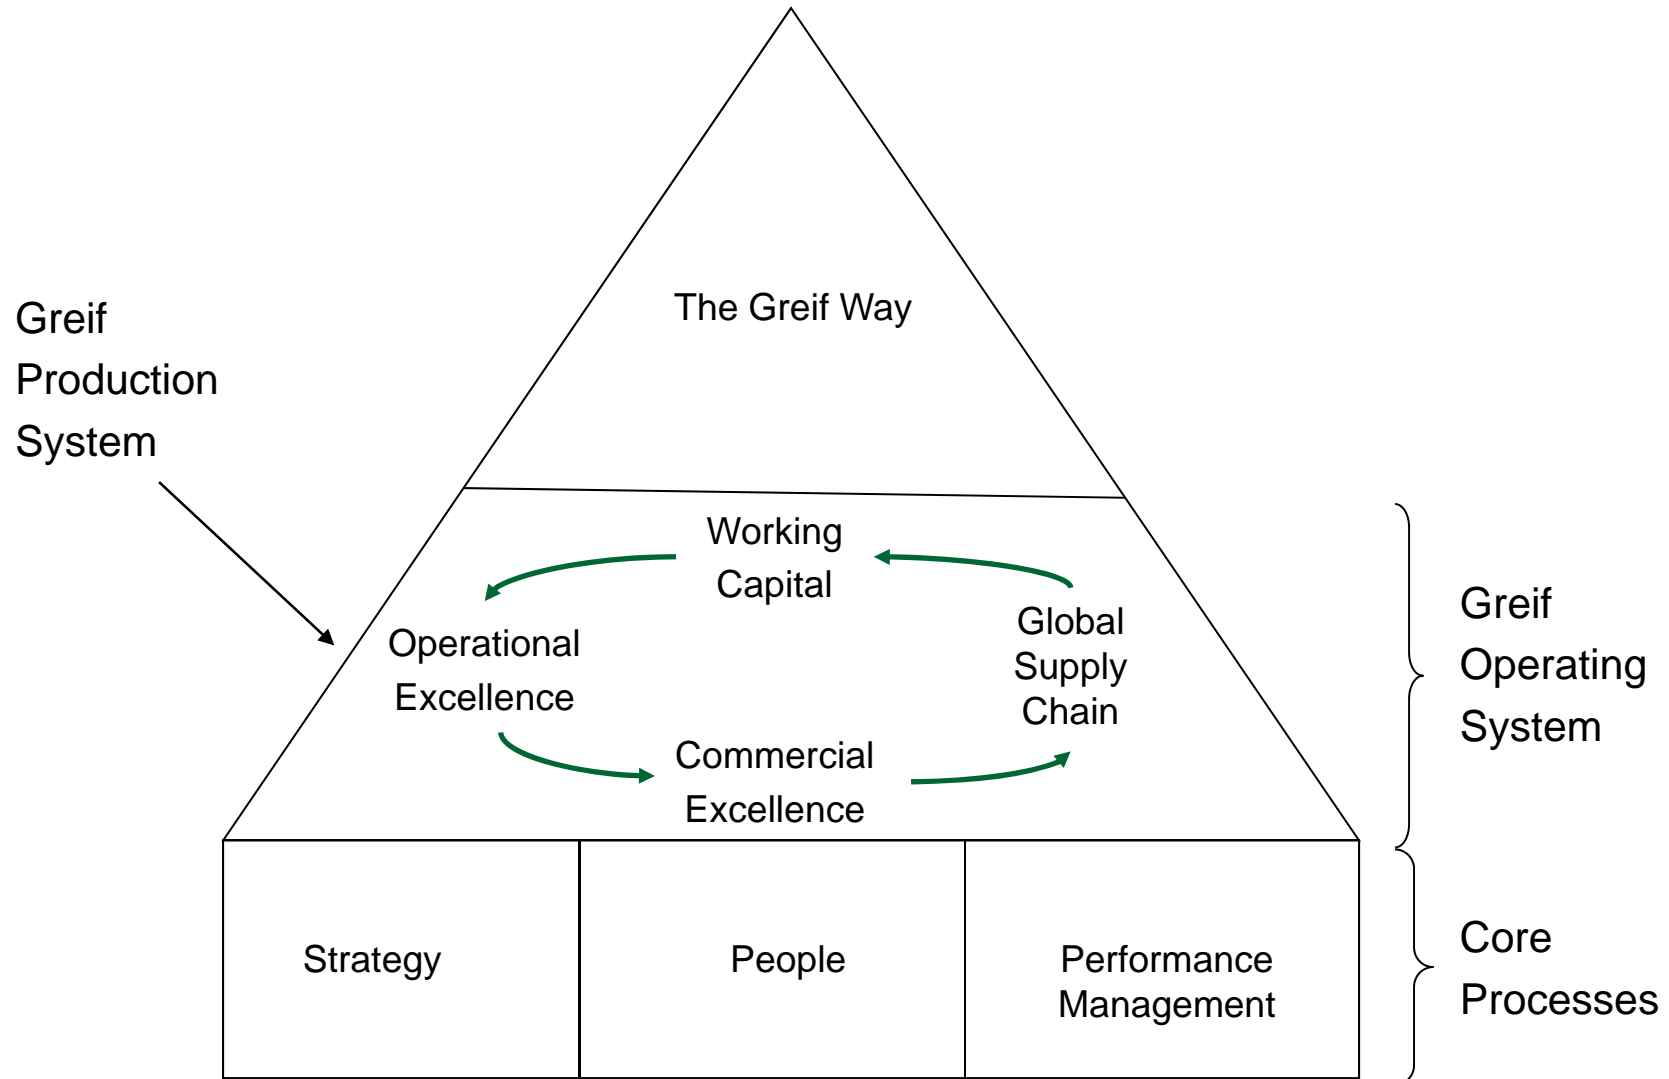 The Greif Way
Greif
Production
System
Working
Capital
Operational
Excellence
Global
Supply
Chain
Commercial
Excellence
Greif
Operating
System
Strategy
People
Performance
Management
Core
Processes